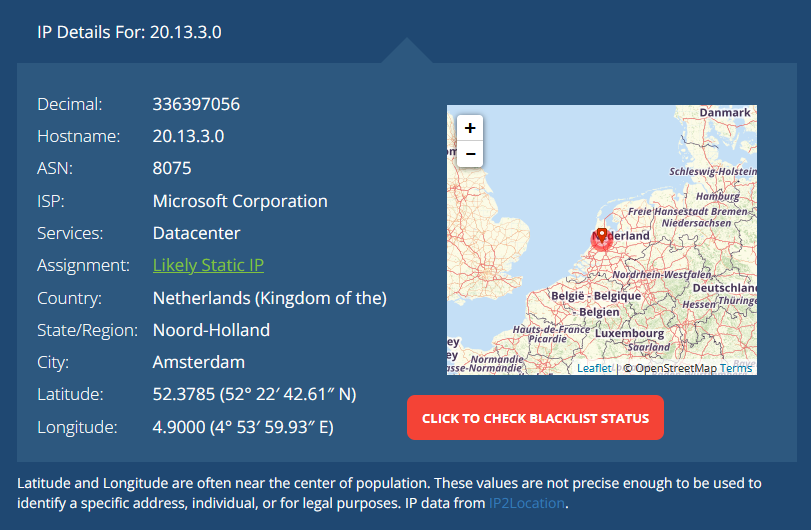 IP Details For: 20.13.3.0
Decimal: 336397056
Hostname: 20.13.3.0
ASN: 8075
ISP: Microsoft Corporation
Services: Datacenter
Assignment: Likely Static IP
Country: Netherlands (Kingdom of the)
State/Region: Noord-Holland
City: Amsterdam
Latitude: 52.3785 (52° 22′ 42.61″ N)
Longitude: 4.9000 (4° 53′ 59.93″ E)
+
−
Danmark
Schleswig-Holstein
Hamburg
Freie Hansestadt Bremen
Niedersachsen
Nordrhein-Westfalen
Deutschland
België - Belgique
- Belgien
Hessen
Hauts-de-France
Luxembourg
Picardie
Saarland
Normandie
Leaflet | © OpenStreetMap Terms
CLICK TO CHECK BLACKLIST STATUS
Latitude and Longitude are often near the center of population. These values are not precise enough to be used to
identify a specific address, individual, or for legal purposes. IP data from IP2Location.